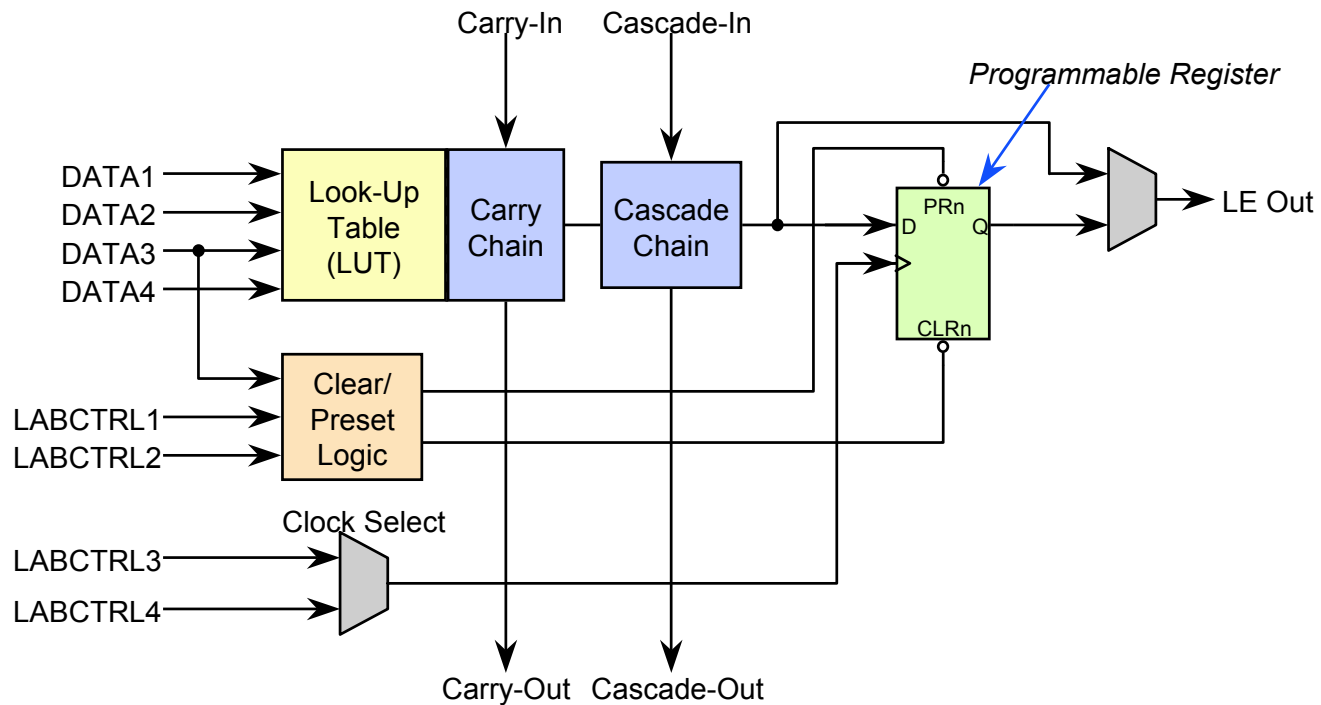 Carry-In
Cascade-In
Programmable Register
DATA1
DATA2
DATA3
DATA4
Look-Up
Table
(LUT)
Carry
Chain
Cascade
Chain
PRn
D
Q
CLRn
LE Out
Clear/
Preset
Logic
LABCTRL1
LABCTRL2
Clock Select
LABCTRL3
LABCTRL4
Carry-Out
Cascade-Out